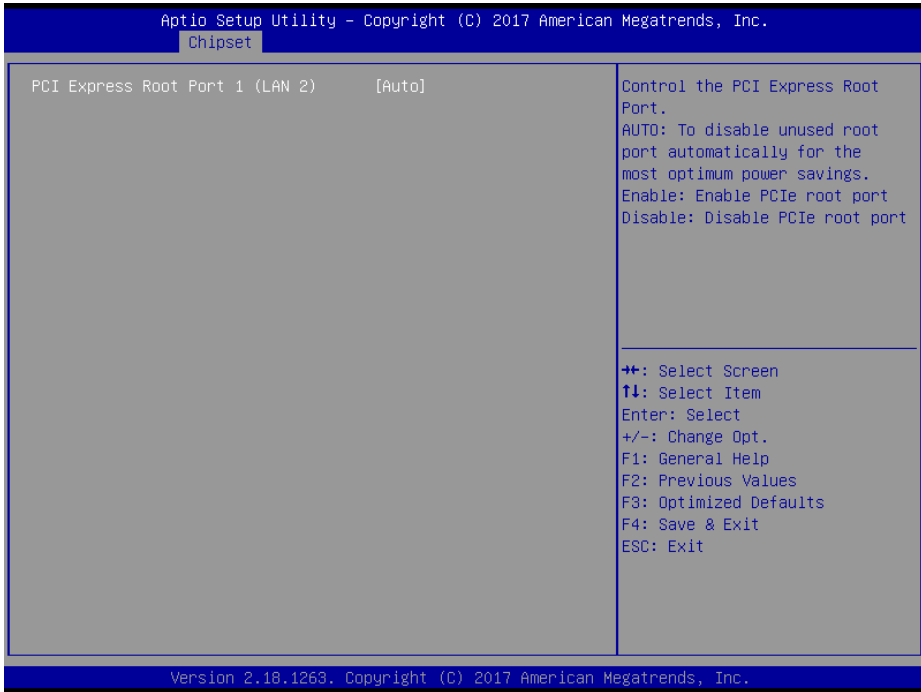 Aptio Setup Utility – Copyright (C) 2017 American Megatrends, Inc.
Chipset
PCI Express Root Port 1 (LAN 2) [Auto]
Control the PCI Express Root
Port.
AUTO: To disable unused root
port automatically for the
most optimum power savings.
Enable: Enable PCIe root port
Disable: Disable PCIe root port
→←: Select Screen
↑↓: Select Item
Enter: Select
+/-: Change Opt.
F1: General Help
F2: Previous Values
F3: Optimized Defaults
F4: Save & Exit
ESC: Exit
Version 2.18.1263. Copyright (C) 2017 American Megatrends, Inc.